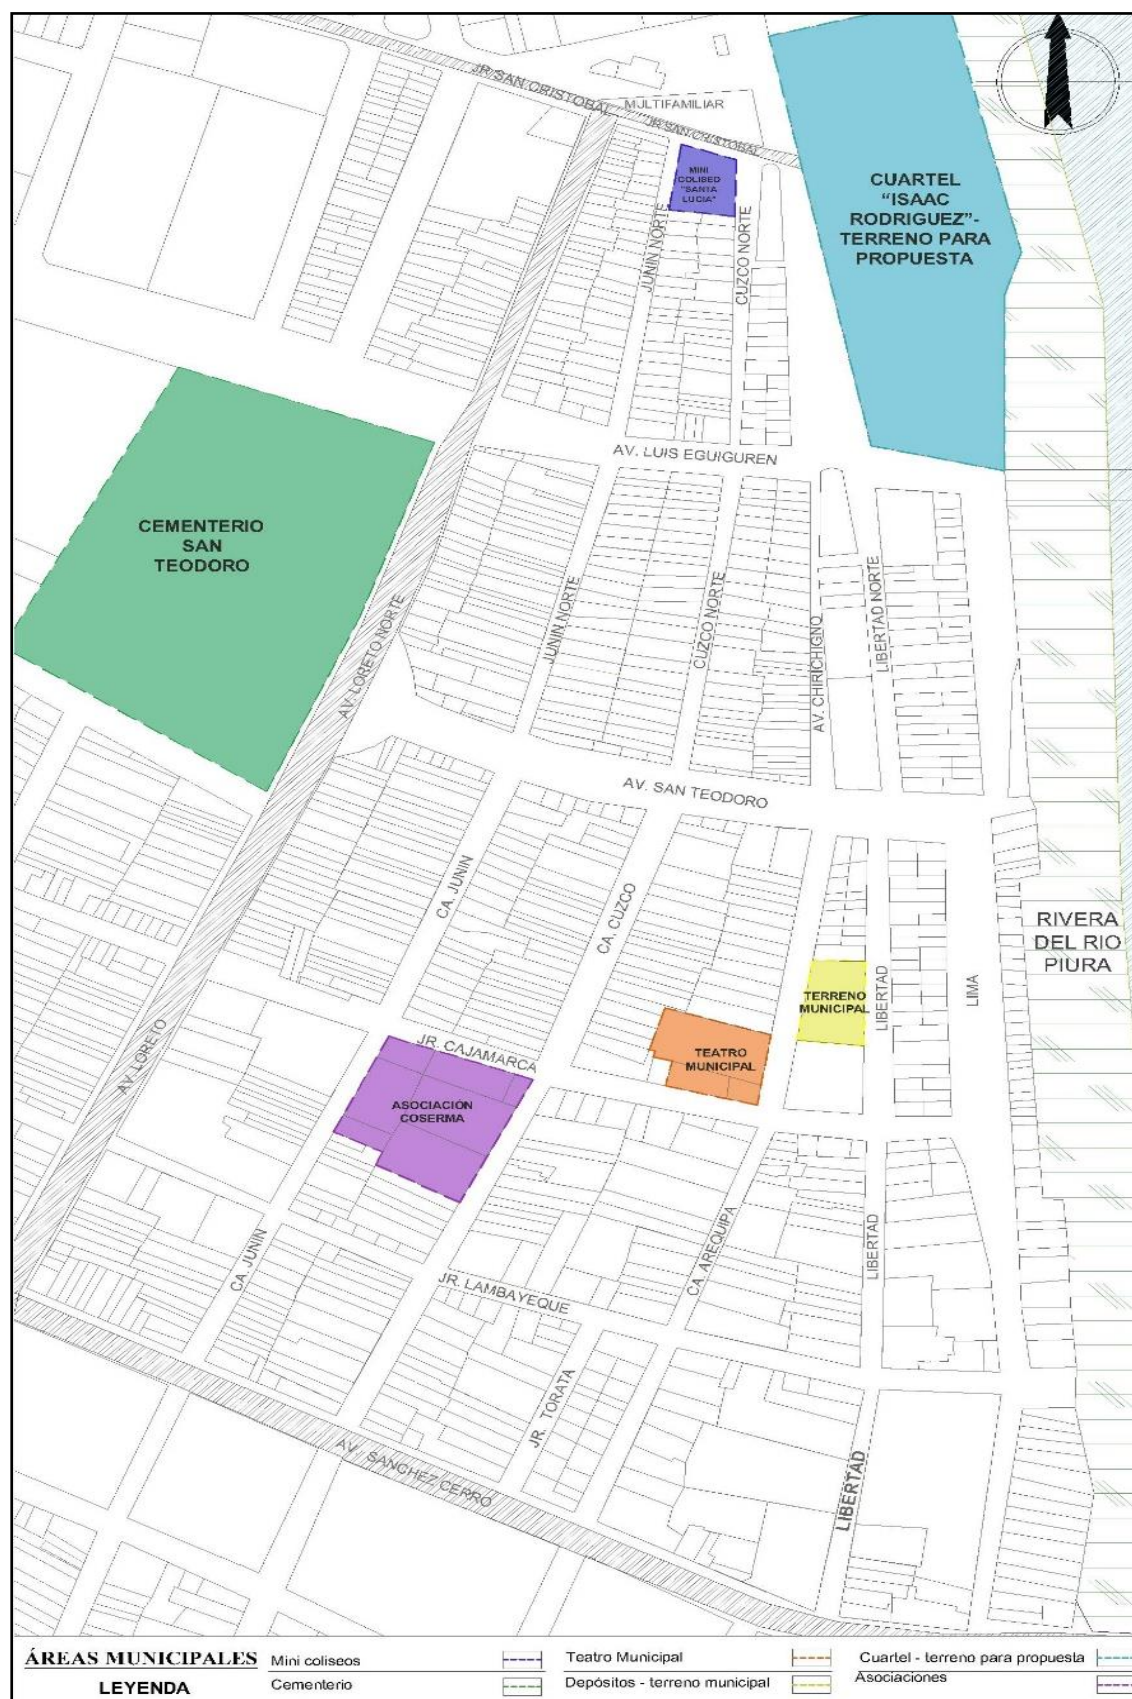 JR. SAN CRISTOBAL
MULTIFAMILIAR
JR. SAN CRISTOBAL
MINI
COLISEO
"SANTA
LUCIA"
CUARTEL
"ISAAC
RODRIGUEZ"-
TERRENO PARA
PROPUESTA
JUNIN NORTE
CUZCO NORTE
AV. LUIS EGUIGUREN
CEMENTERIO
SAN
TEODORO
AV. LORETO NORTE
JUNIN NORTE
CUZCO NORTE
AV. CHIRICHIGNO
LIBERTAD NORTE
AV. SAN TEODORO
CA. JUNIN
CA. CUZCO
RIVERA
DEL RIO
PIURA
TERRENO
MUNICIPAL
LIBERTAD
LIMA
AV. LORETO
JR. CAJAMARCA
TEATRO
MUNICIPAL
ASOCIACIÓN
COSERMA
CA. JUNIN
JR. LAMBAYEQUE
CA. AREQUIPA
LIBERTAD
JR. TORATA
AV. SANCHEZ CERRO
LIBERTAD
ÁREAS MUNICIPALES
LEYENDA
Mini coliseos
Cementerio
Teatro Municipal
Depósitos - terreno municipal
Cuartel - terreno para propuesta
Asociaciones